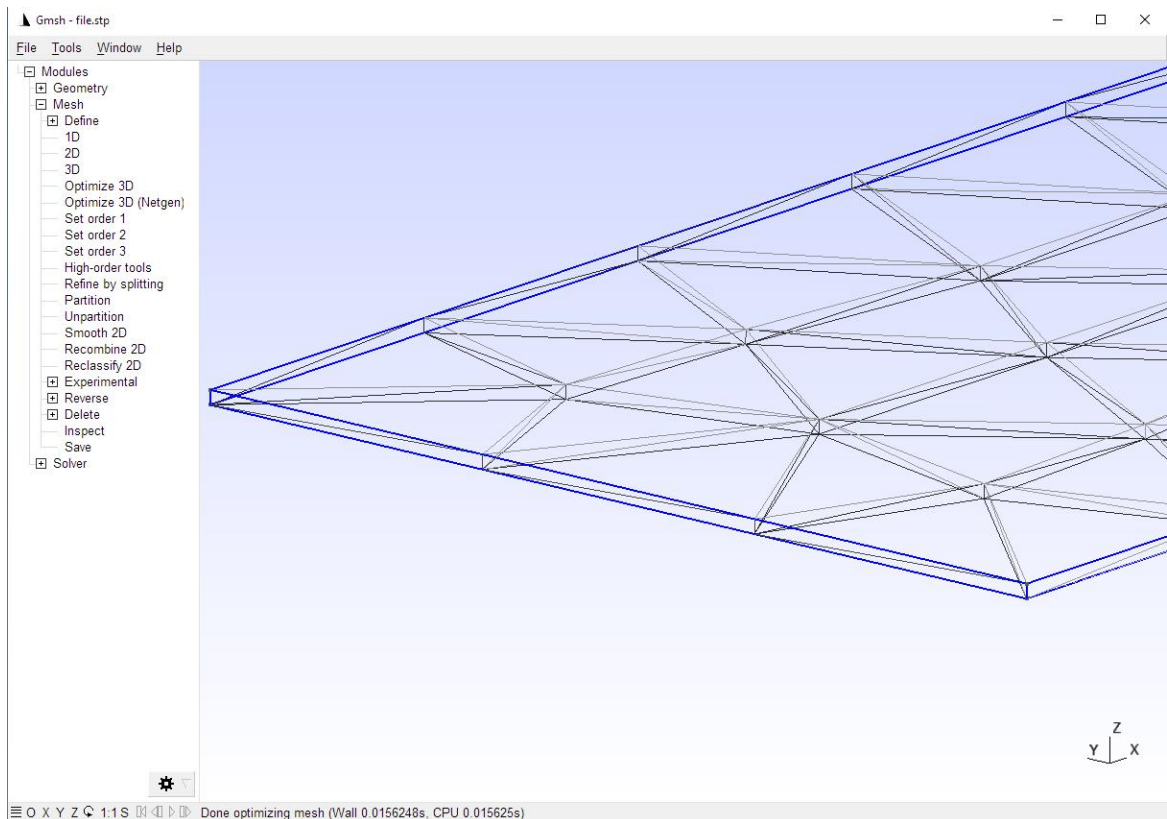 Gmsh - file.stp
File Tools Window Help
Modules
Geometry
Mesh
Define
1D
2D
3D
Optimize 3D
Optimize 3D (Netgen)
Set order 1
Set order 2
Set order 3
High-order tools
Refine by splitting
Partition
Unpartition
Smooth 2D
Recombine 2D
Reclassify 2D
Experimental
Reverse
Delete
Inspect
Save
Solver
Z
Y X
O X Y Z 1:1 S Done optimizing mesh (Wall 0.0156248s, CPU 0.015625s)